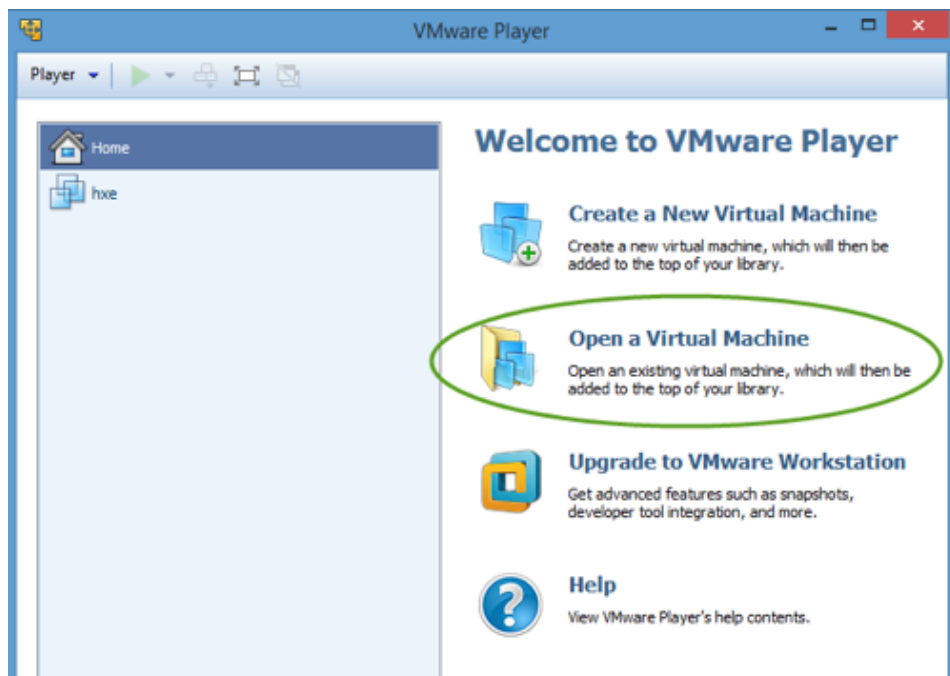 VMware Player
Player
Home
hxe
Welcome to VMware Player
Create a New Virtual Machine
Create a new virtual machine, which will then be
added to the top of your library.
Open a Virtual Machine
Open an existing virtual machine, which will then be
added to the top of your library.
Upgrade to VMware Workstation
Get advanced features such as snapshots,
developer tool integration, and more.
Help
View VMware Player's help contents.